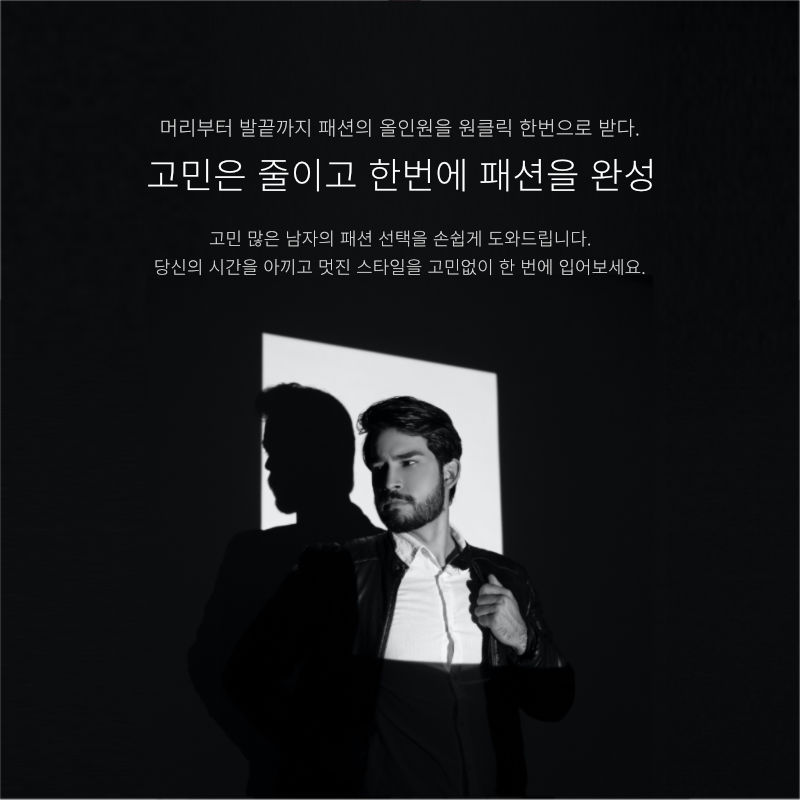 머리부터 발끝까지 패션의 올인원을 원클릭 한번으로 받다.
고민은 줄이고 한번에 패션을 완성
고민 많은 남자의 패션 선택을 손쉽게 도와드립니다.
당신의 시간을 아끼고 멋진 스타일을 고민없이 한 번에 입어보세요.